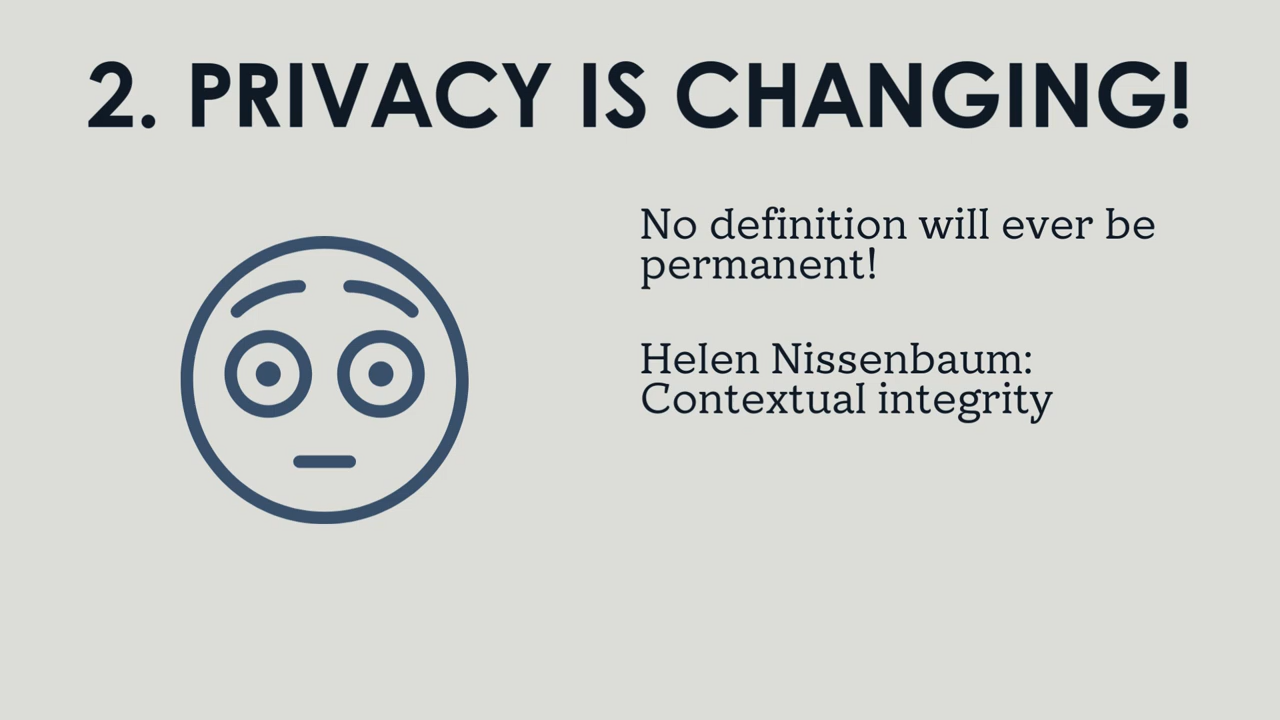 2. PRIVACY IS CHANGING!
No definition will ever be
permanent!
Helen Nissenbaum:
Contextual integrity